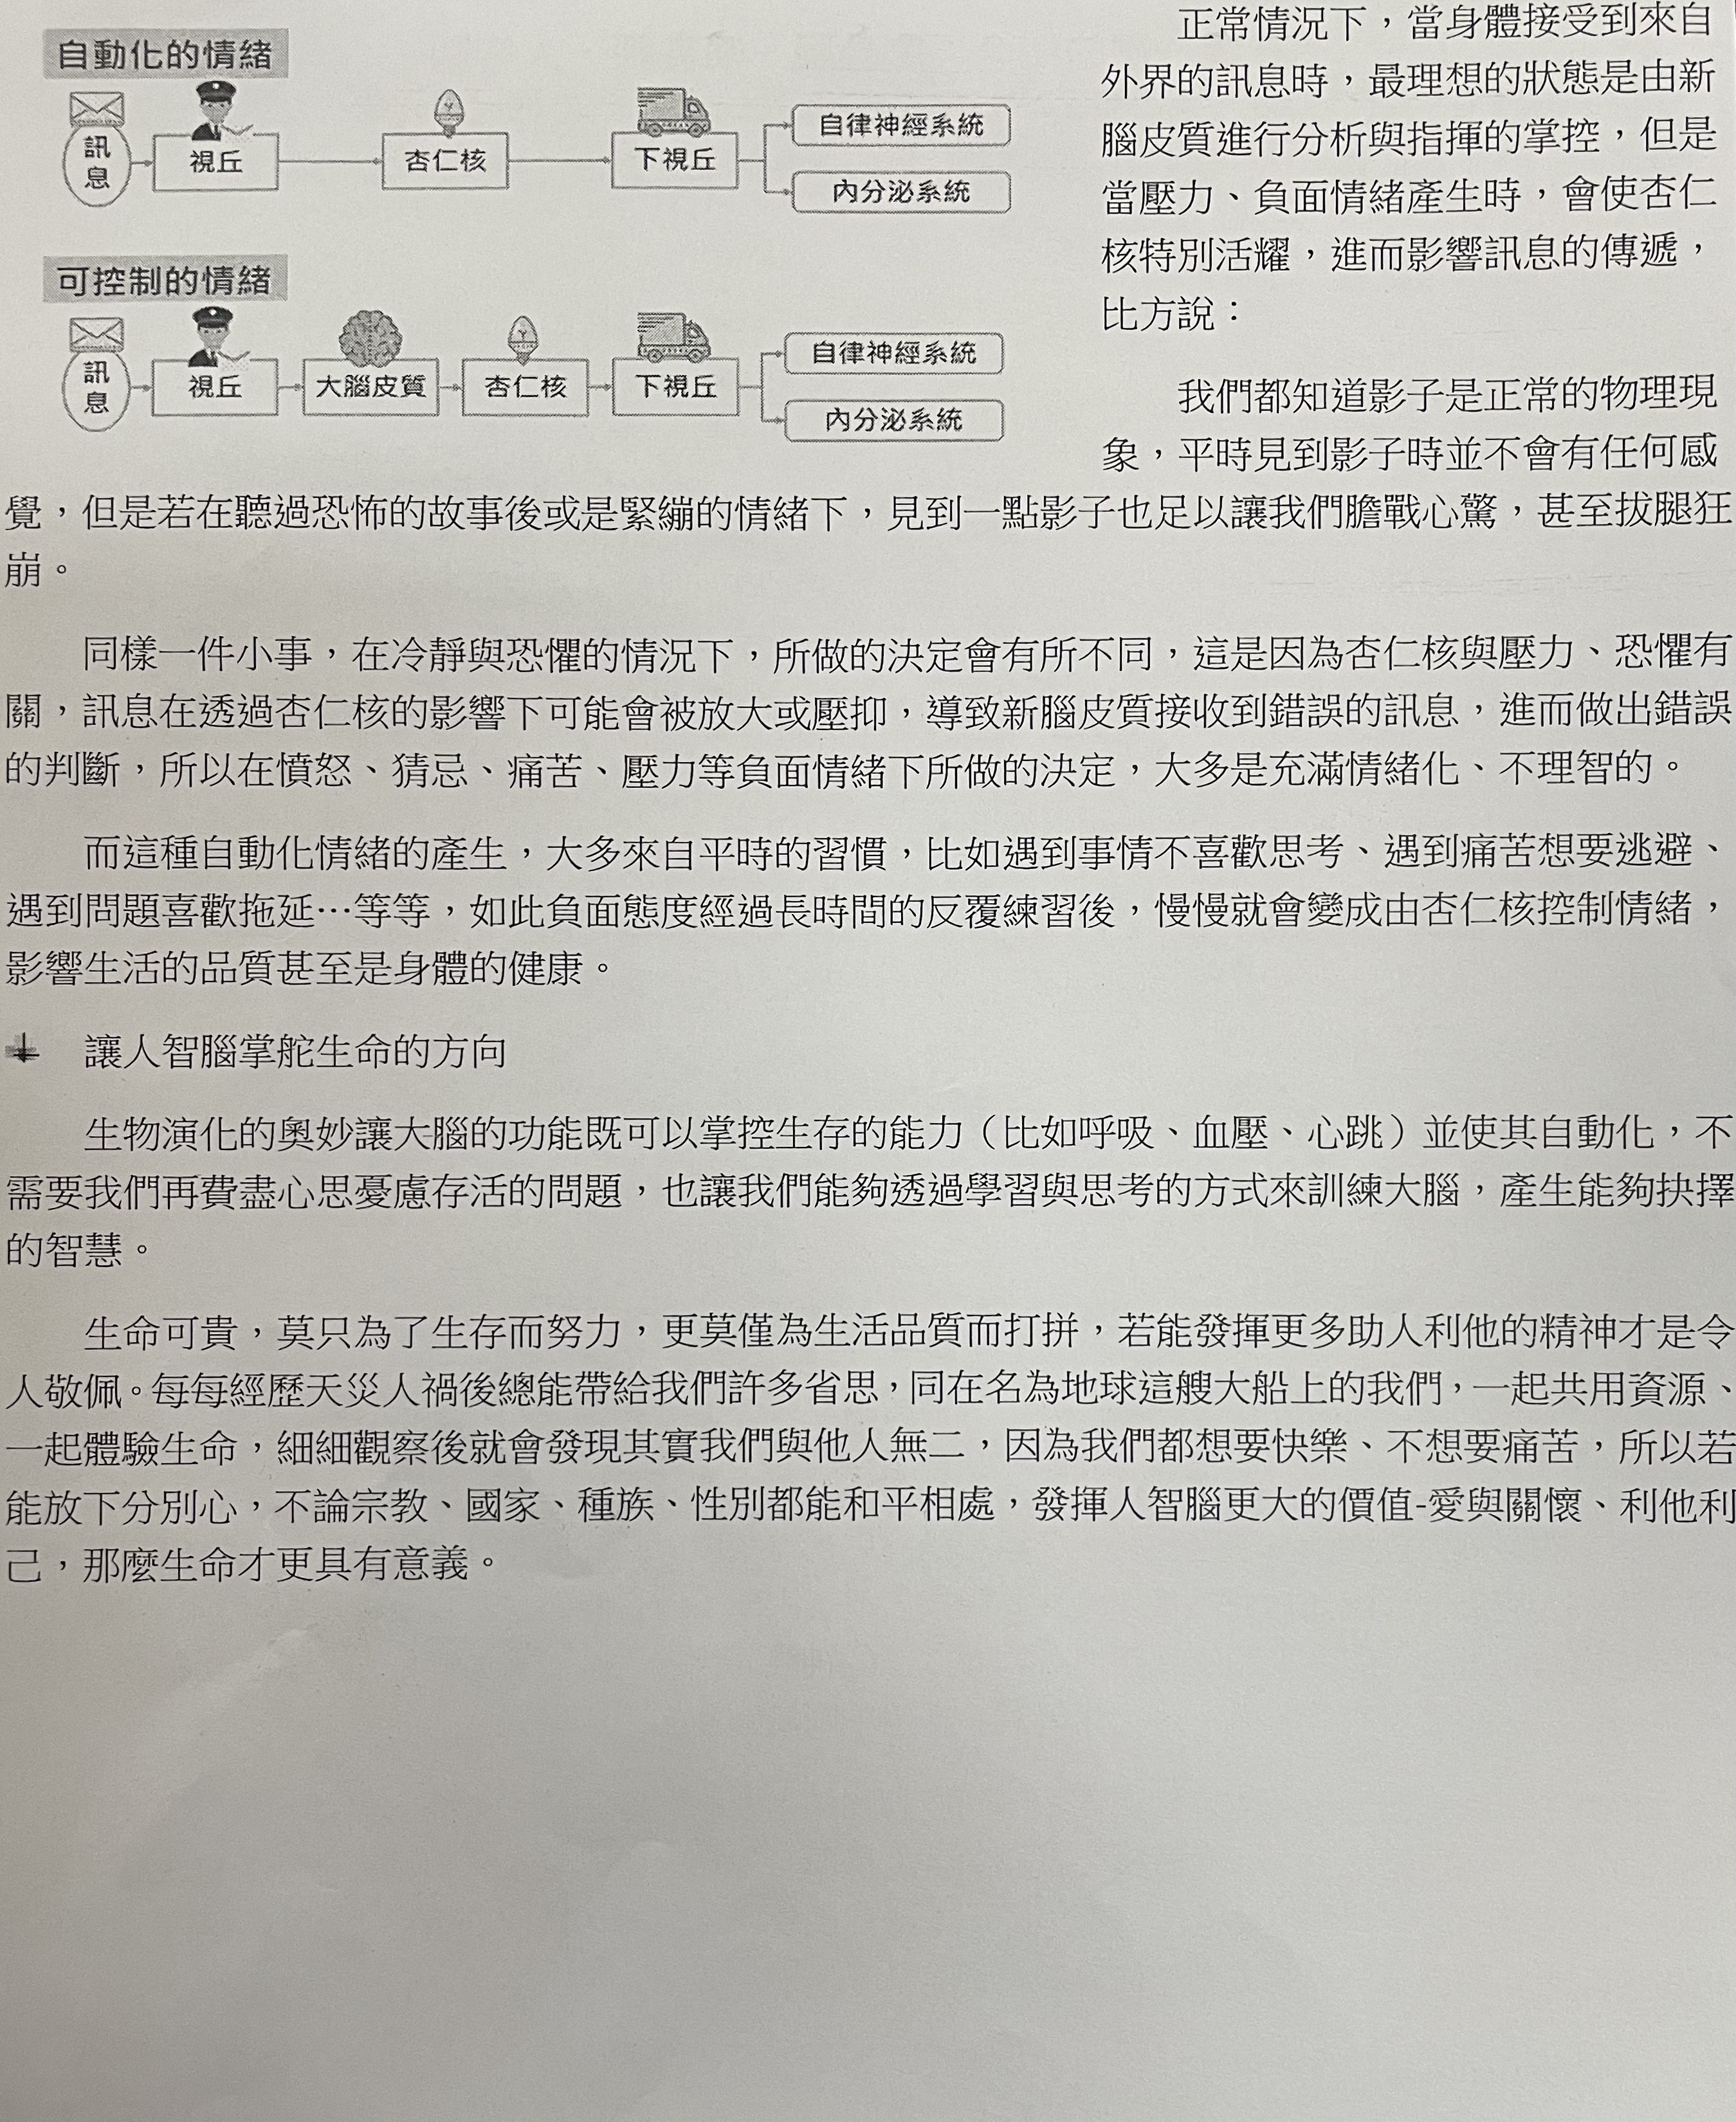 自動化的情緒
訊息
視丘
杏仁核
下視丘
自律神經系統
內分泌系統
可控制的情緒
訊息
視丘
大腦皮質
杏仁核
下視丘
自律神經系統
內分泌系統
正常情況下，當身體接受到來自
外界的訊息時，最理想的狀態是由新
腦皮質進行分析與指揮的掌控，但是
當壓力、負面情緒產生時，會使杏仁
核特別活耀，進而影響訊息的傳遞，
比方說：
我們都知道影子是正常的物理現
象，平時見到影子時並不會有任何感
覺，但是若在聽過恐怖的故事後或是緊繃的情緒下，見到一點影子也足以讓我們膽戰心驚，甚至拔腿狂
崩。
同樣一件小事，在冷靜與恐懼的情況下，所做的決定會有所不同，這是因為杏仁核與壓力、恐懼有
關，訊息在透過杏仁核的影響下可能會被放大或壓抑，導致新腦皮質接收到錯誤的訊息，進而做出錯誤
的判斷，所以在憤怒、猜忌、痛苦、壓力等負面情緒下所做的決定，大多是充滿情緒化、不理智的。
而這種自動化情緒的產生，大多來自平時的習慣，比如遇到事情不喜歡思考、遇到痛苦想要逃避、
遇到問題喜歡拖延…等等，如此負面態度經過長時間的反覆練習後，慢慢就會變成由杏仁核控制情緒，
影響生活的品質甚至是身體的健康。
讓人智腦掌舵生命的方向
生物演化的奧妙讓大腦的功能既可以掌控生存的能力（比如呼吸、血壓、心跳）並使其自動化，不
需要我們再費盡心思憂慮存活的問題，也讓我們能夠透過學習與思考的方式來訓練大腦，產生能夠抉擇
的智慧。
生命可貴，莫只為了生存而努力，更莫僅為生活品質而打拼，若能發揮更多助人利他的精神才是令
人敬佩。每每經歷天災人禍後總能帶給我們許多省思，同在名為地球這艘大船上的我們，一起共用資源、
一起體驗生命，細細觀察後就會發現其實我們與他人無二，因為我們都想要快樂、不想要痛苦，所以若
能放下分別心，不論宗教、國家、種族、性別都能和平相處，發揮人智腦更大的價值-愛與關懷、利他利
己，那麼生命才更具有意義。